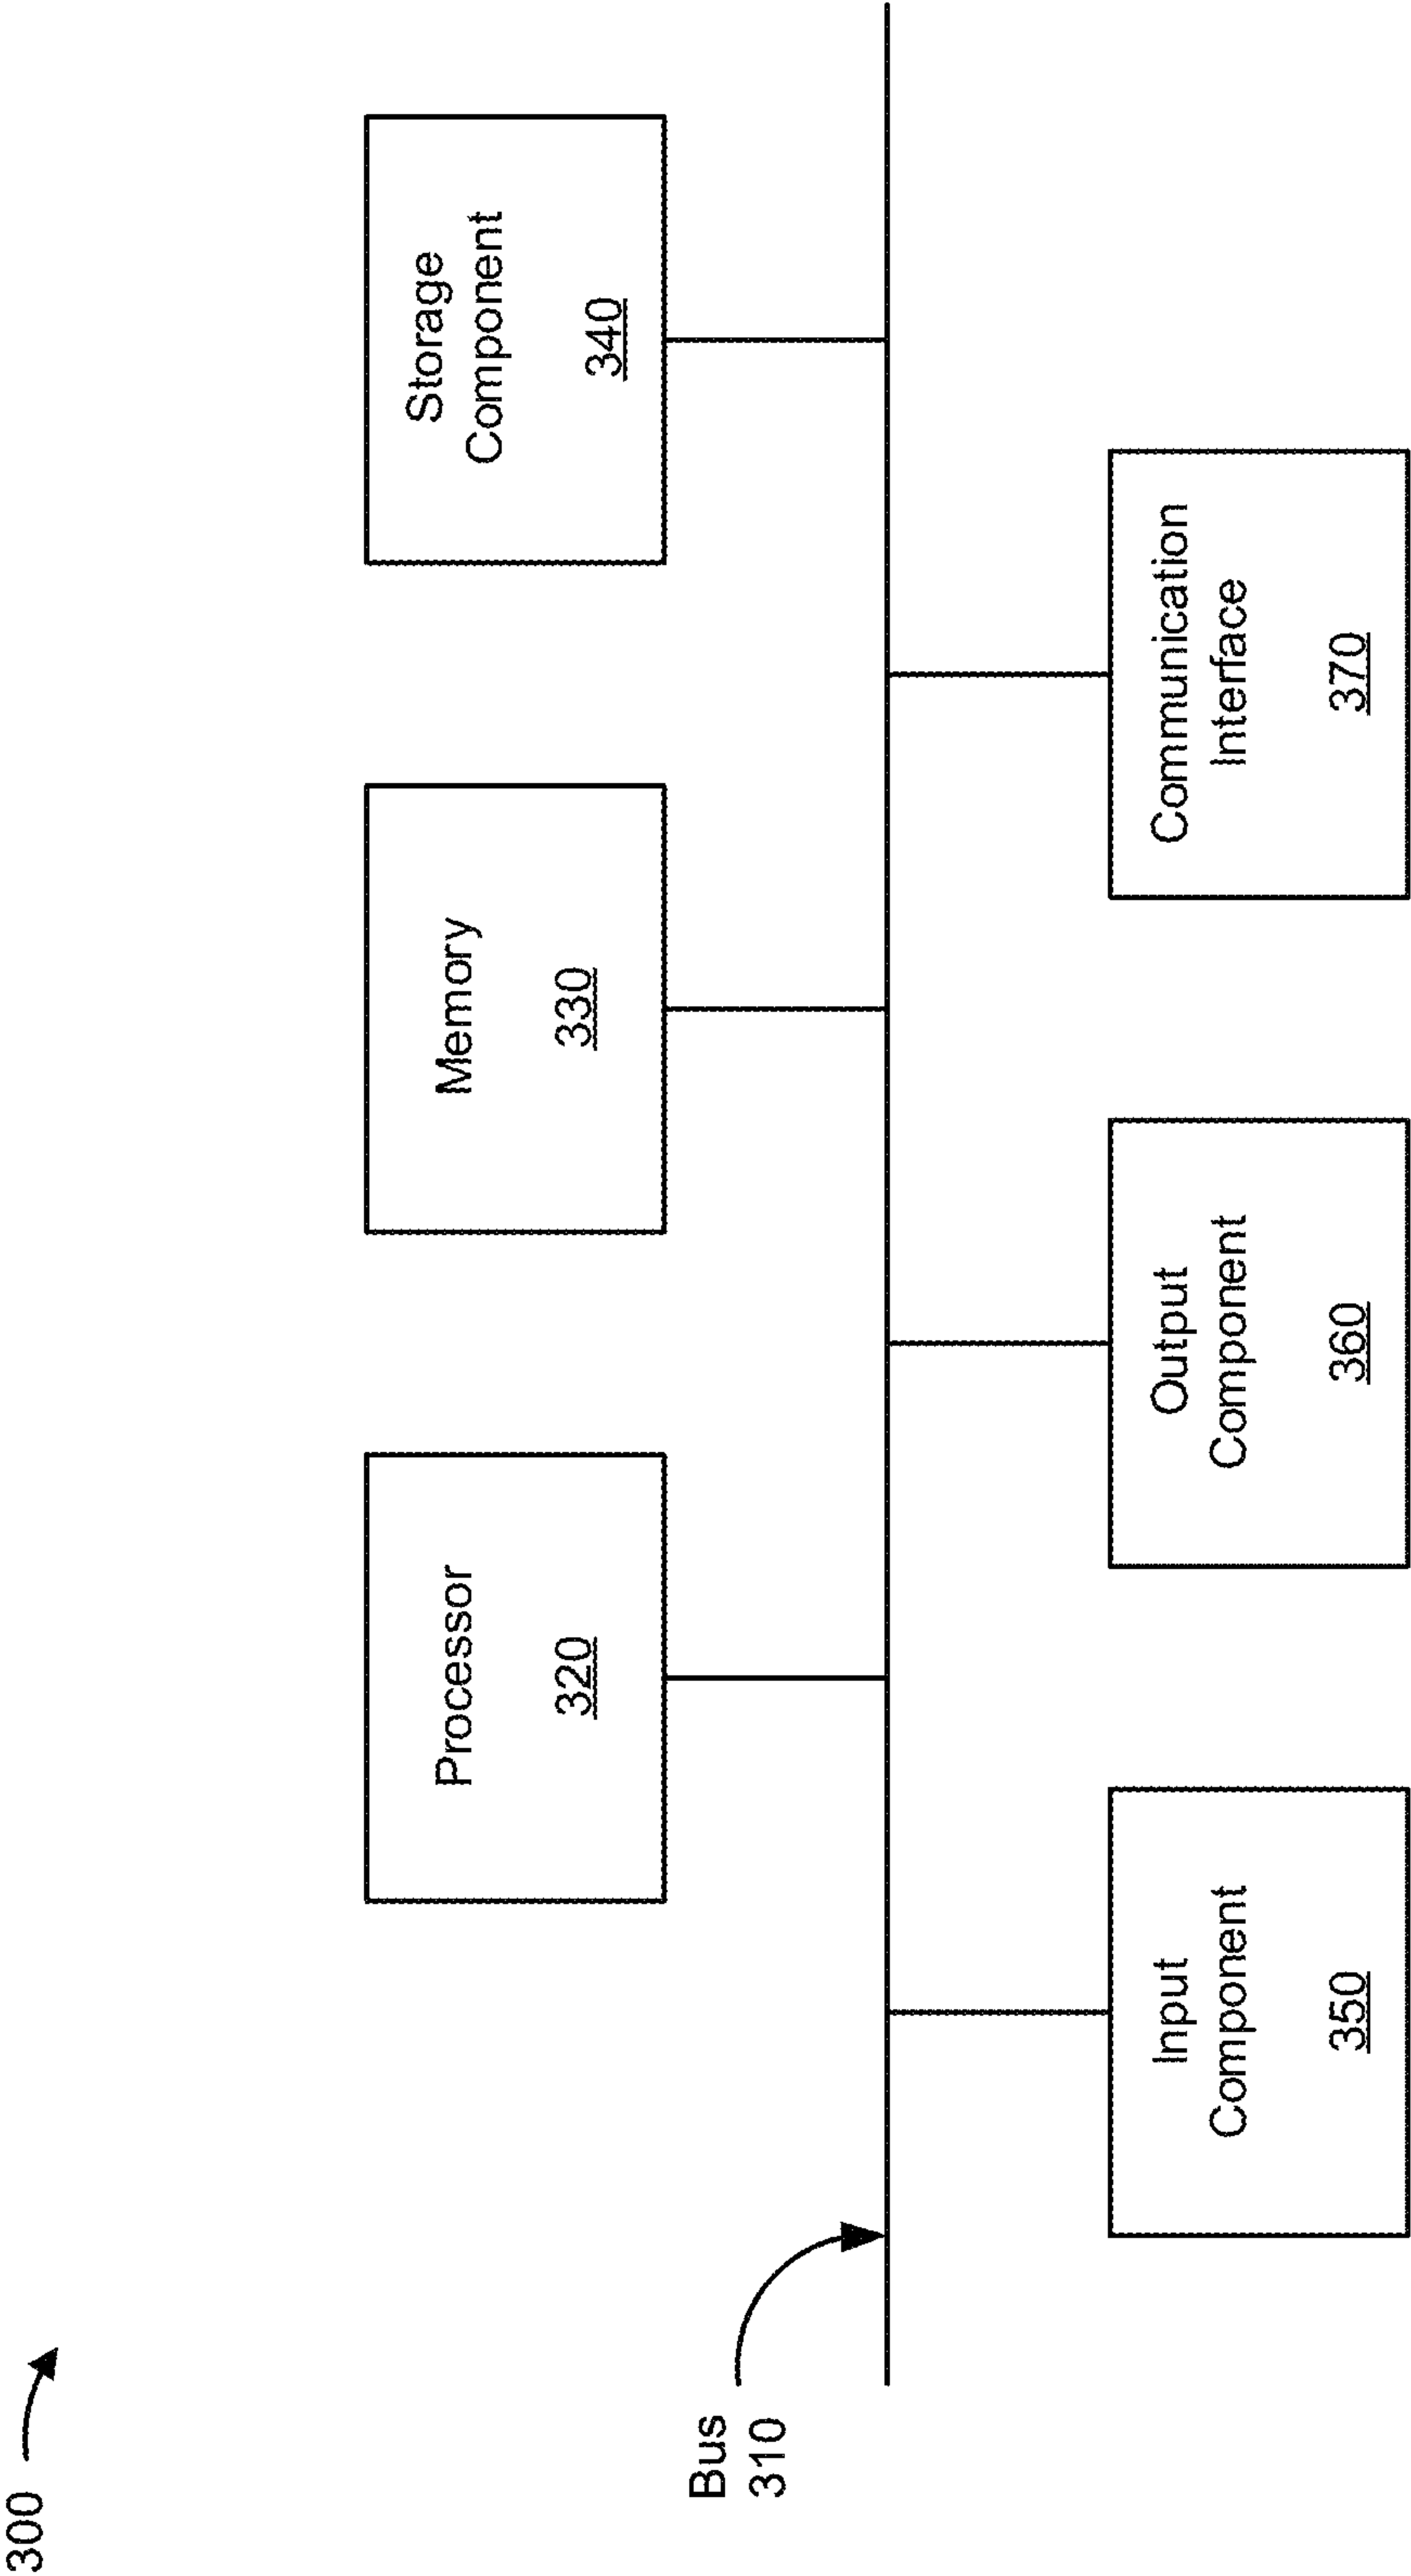 300
Bus
310
Processor
320
Memory
330
Storage
Component
340
Input
Component
350
Output
Component
360
Communication
Interface
370